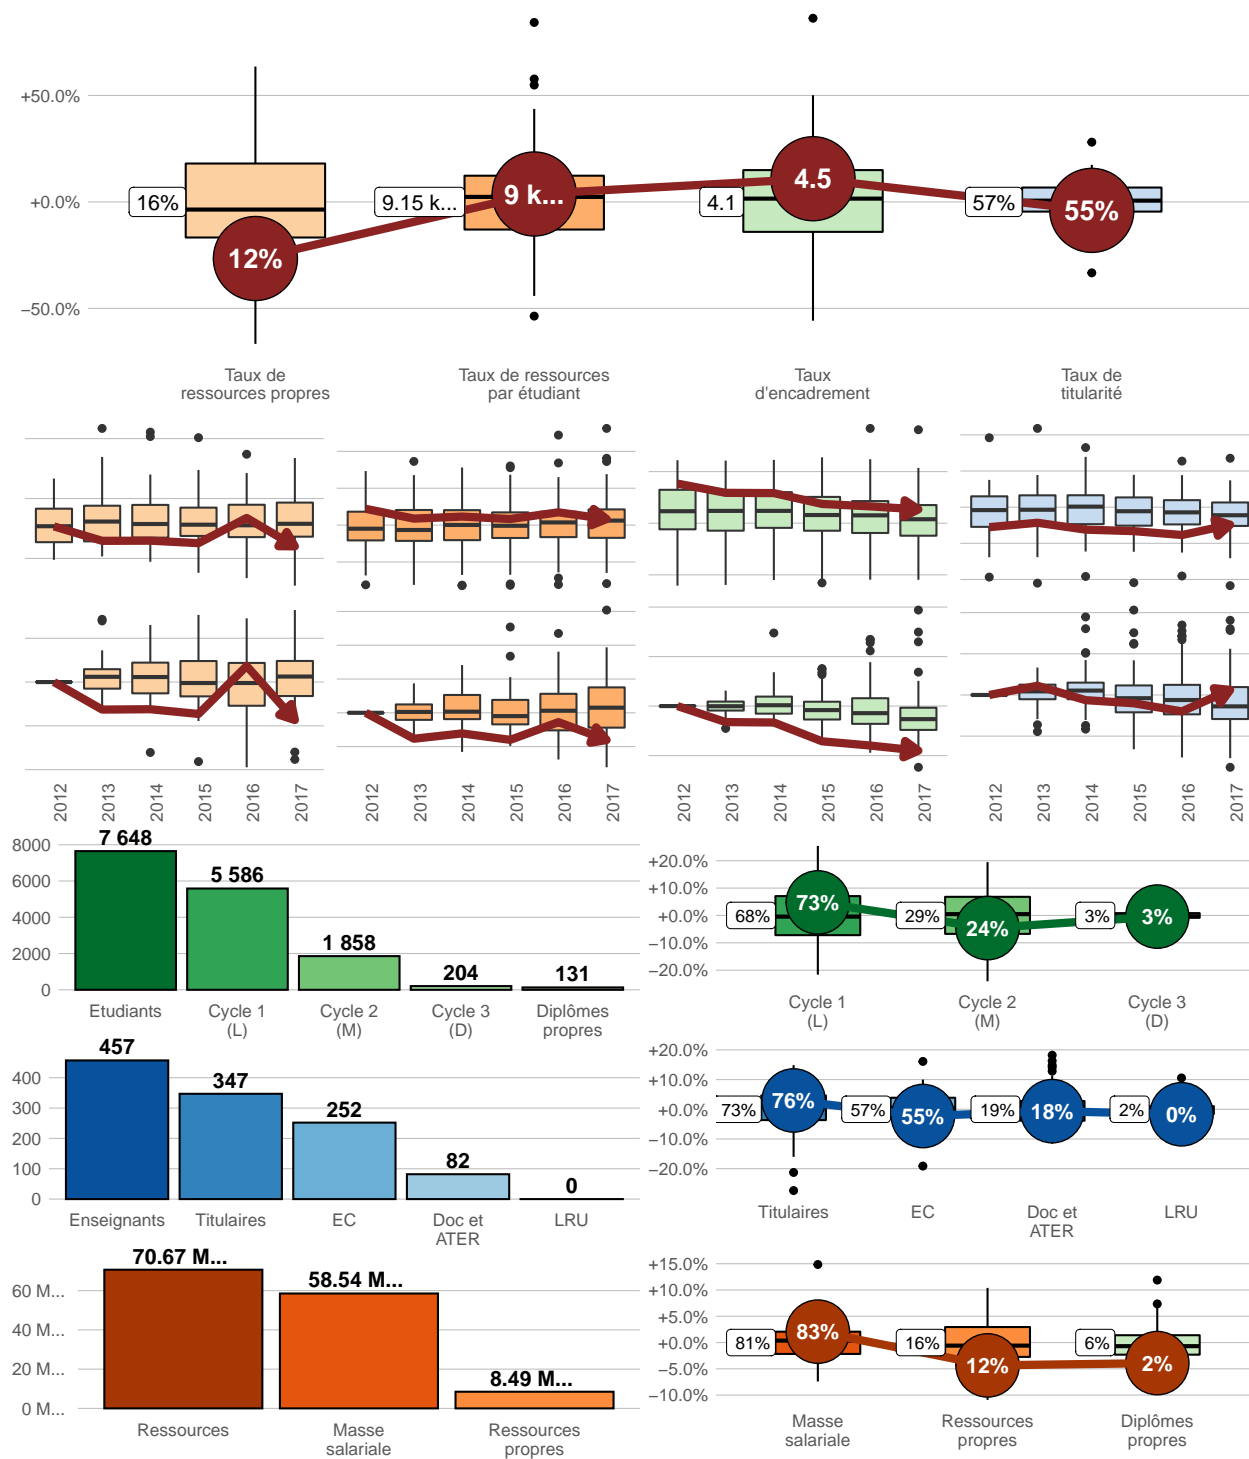 +50.0%
+0.0%
−50.0%
16%
12%
9.15 k...
9 k...
4.1
4.5
57%
55%
Taux de
ressources propres
Taux de ressources
par étudiant
Taux
d'encadrement
Taux de
titularité
2012
2013
2014
2015
2016
2017
2012
2013
2014
2015
2016
2017
2012
2013
2014
2015
2016
2017
2012
2013
2014
2015
2016
2017
8000
6000
4000
2000
0
7 648
5 586
1 858
204
131
Etudiants
Cycle 1
(L)
Cycle 2
(M)
Cycle 3
(D)
Diplômes
propres
+20.0%
+10.0%
+0.0%
−10.0%
−20.0%
68%
73%
29%
24%
3%
3%
Cycle 1
(L)
Cycle 2
(M)
Cycle 3
(D)
400
300
200
100
0
457
347
252
82
0
Enseignants
Titulaires
EC
Doc et
ATER
LRU
+20.0%
+10.0%
+0.0%
−10.0%
−20.0%
73%
76%
57%
55%
19%
18%
2%
0%
Titulaires
EC
Doc et
ATER
LRU
60 M...
40 M...
20 M...
0 M...
70.67 M...
58.54 M...
8.49 M...
Ressources
Masse
salariale
Ressources
propres
+15.0%
+10.0%
+5.0%
+0.0%
−5.0%
−10.0%
81%
83%
16%
12%
6%
2%
Masse
salariale
Ressources
propres
Diplômes
propres